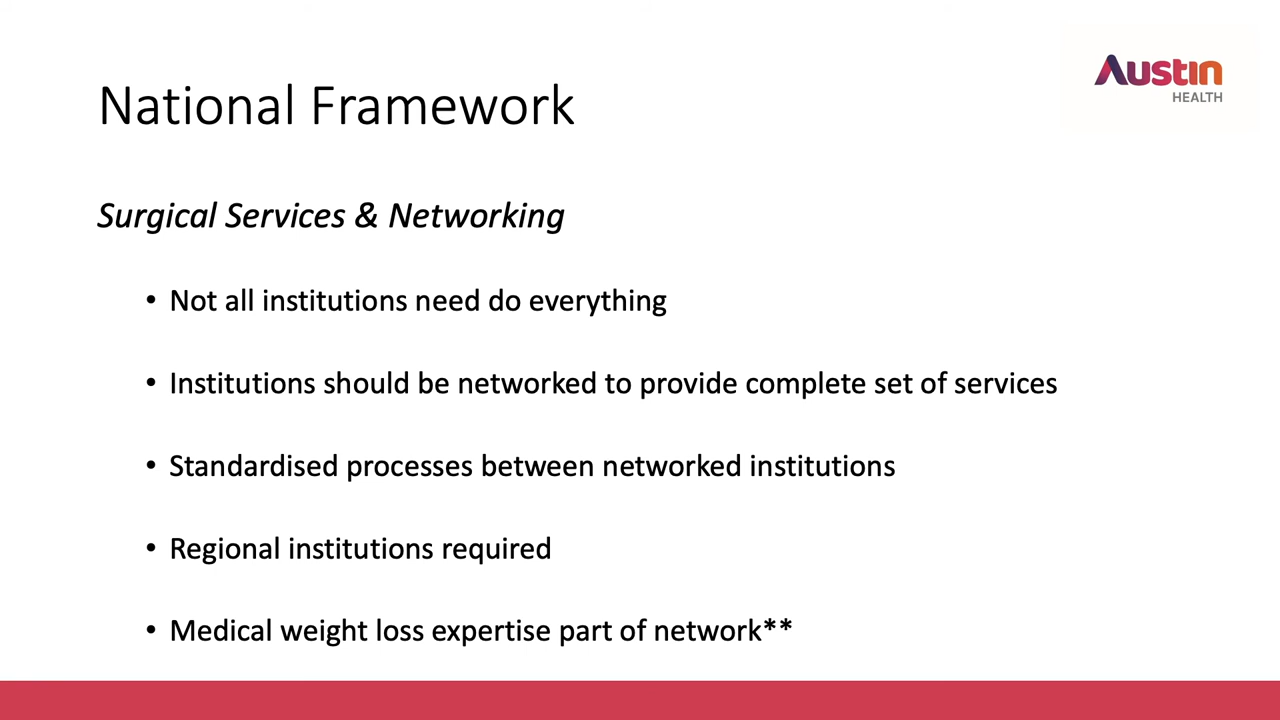 Austin
HEALTH
National Framework
Surgical Services & Networking
• Not all institutions need do everything
• Institutions should be networked to provide complete set of services
• Standardised processes between networked institutions
• Regional institutions required
• Medical weight loss expertise part of network**